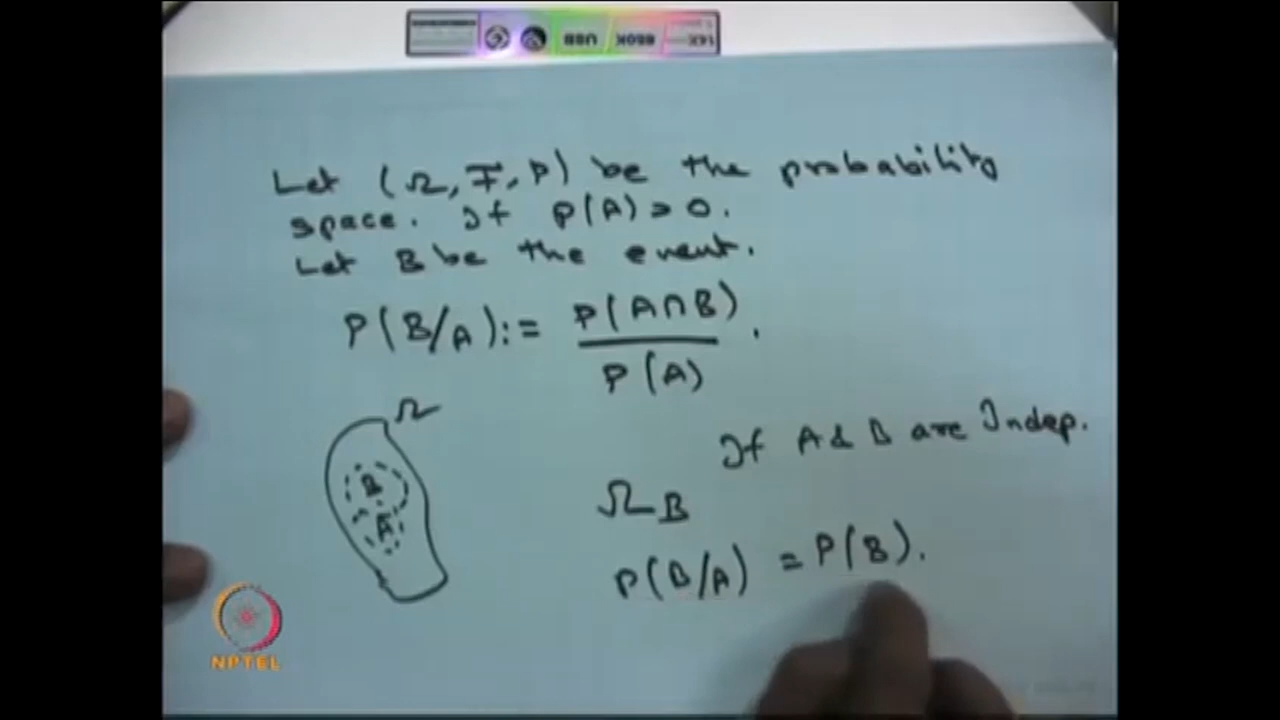 Let (Ω, F, P) be the probability
space. If P(A) > 0.
Let B be the event.
P(B/A) := P(A∩B) / P(A) .
Ω
B
A
If A & B are Indep.
Ω_B
P(B/A) = P(B).
NPTEL